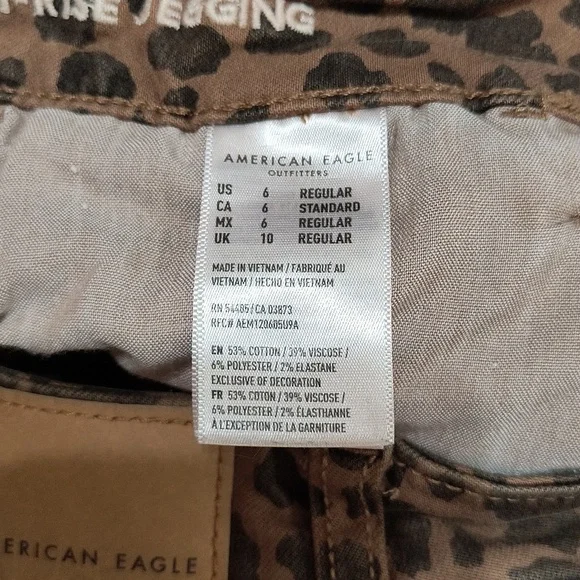 -RISE JEGGING
AMERICAN EAGLE
OUTFITTERS
US 6 REGULAR
CA 6 STANDARD
MX 6 REGULAR
UK 10 REGULAR
MADE IN VIETNAM / FABRIQUÉ AU
VIETNAM / HECHO EN VIETNAM
RN 54485/CA 03873
RFC# AEM120605U9A
EN 53% COTTON / 39% VISCOSE /
6% POLYESTER / 2% ELASTANE
EXCLUSIVE OF DECORATION
FR 53% COTON / 39% VISCOSE /
6% POLYESTER / 2% ÉLASTHANNE
À L'EXCEPTION DE LA GARNITURE
ERICAN EAGLE